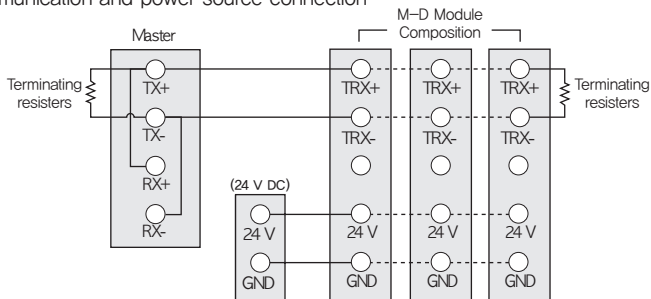 munication and power source connection
M-D Module
Composition
Master
Terminating
resisters
TX+
TX-
RX+
RX-
(24 V DC)
24 V
GND
TRX+
TRX-
24 V
GND
TRX+
TRX-
24 V
GND
TRX+
TRX-
24 V
GND
Terminating
resisters